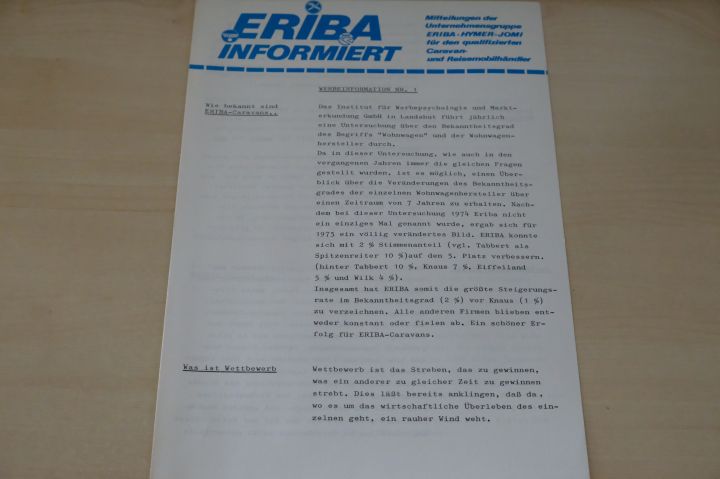 ERIBA
INFORMIERT
Mitteilungen der
Unternehmensgruppe
ERIBA-HYMER-JOMI
für den qualifizierten
Caravan-
und Reisemobilhändler
WERBEINFORMATION NR. 1
Wie bekannt sind
ERIBA-Caravans..
Das Institut für Werbepsychologie und Markt-
erkundung GmbH in Landshut führt jährlich
eine Untersuchung über den Bekanntheitsgrad
des Begriffs "Wohnwagen" und der Wohnwagen-
hersteller durch.
Da in dieser Untersuchung, wie auch in den
vergangenen Jahren immer die gleichen Fragen
gestellt wurden, ist es möglich, einen Über-
blick über die Veränderungen des Bekanntheits-
grades der einzelnen Wohnwagenhersteller über
einen Zeitraum von 7 Jahren zu erhalten. Nach-
dem bei dieser Untersuchung 1974 Eriba nicht
ein einziges Mal genannt wurde, ergab sich für
1975 ein völlig verändertes Bild. ERIBA konnte
sich mit 2 % Stimmenanteil (vgl. Tabbert als
Spitzenreiter 10 %)auf den 5. Platz verbessern.
(hinter Tabbert 10 %, Knaus 7 %, Eiffelland
5 % und Wilk 4 %).
Insgesamt hat ERIBA somit die größte Steigerungs-
rate im Bekanntheitsgrad (2 %) vor Knaus (1 %)
zu verzeichnen. Alle anderen Firmen blieben ent-
weder konstant oder fielen ab. Ein schöner Er-
folg für ERIBA-Caravans.
Was ist Wettbewerb
Wettbewerb ist das Streben, das zu gewinnen,
was ein anderer zu gleicher Zeit zu gewinnen
strebt. Dies läßt bereits anklingen, daß da,
wo es um das wirtschaftliche Überleben des ein-
zelnen geht, ein rauher Wind weht.